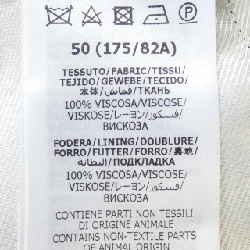 50 (175/82A)
TESSUTO/FABRIC/TISSU/
TEJIDO/GEWEBE/TECIDO/
本体/قماش/ТКАНЬ
100% VISCOSA/VISCOSE/
VISKOSE/レーヨン/فسكوز/
ВИСКОЗА
FODERA/LINING/DOUBLURE/
FORRO/FUTTER/FORRO/裏地/
البطانة/ПОДКЛАДКА
100% VISCOSA/VISCOSE/
VISKOSE/レーヨン/فسكوز/
ВИСКОЗА
CONTIENE PARTI NON TESSILI
DI ORIGINE ANIMALE
CONTAINS NON-TEXTILE PARTS
OF ANIMAL ORIGIN